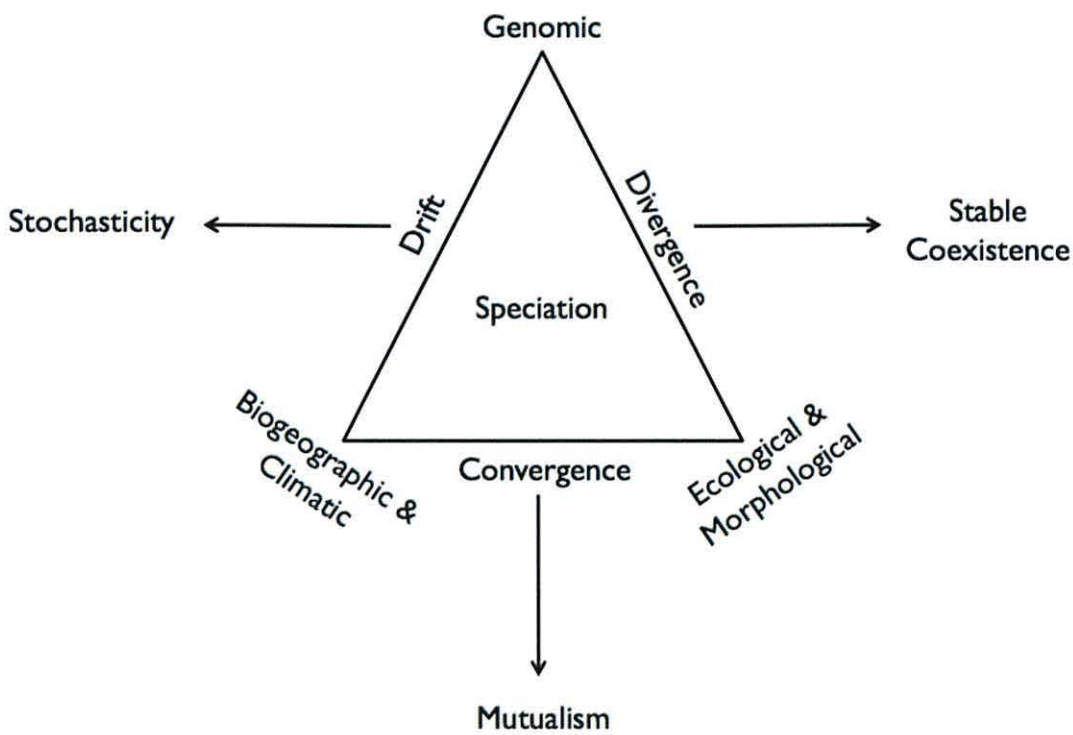 Genomic
Drift
Divergence
Stochasticity
Stable
Coexistence
Speciation
Biogeographic &
Climatic
Convergence
Ecological &
Morphological
Mutualism